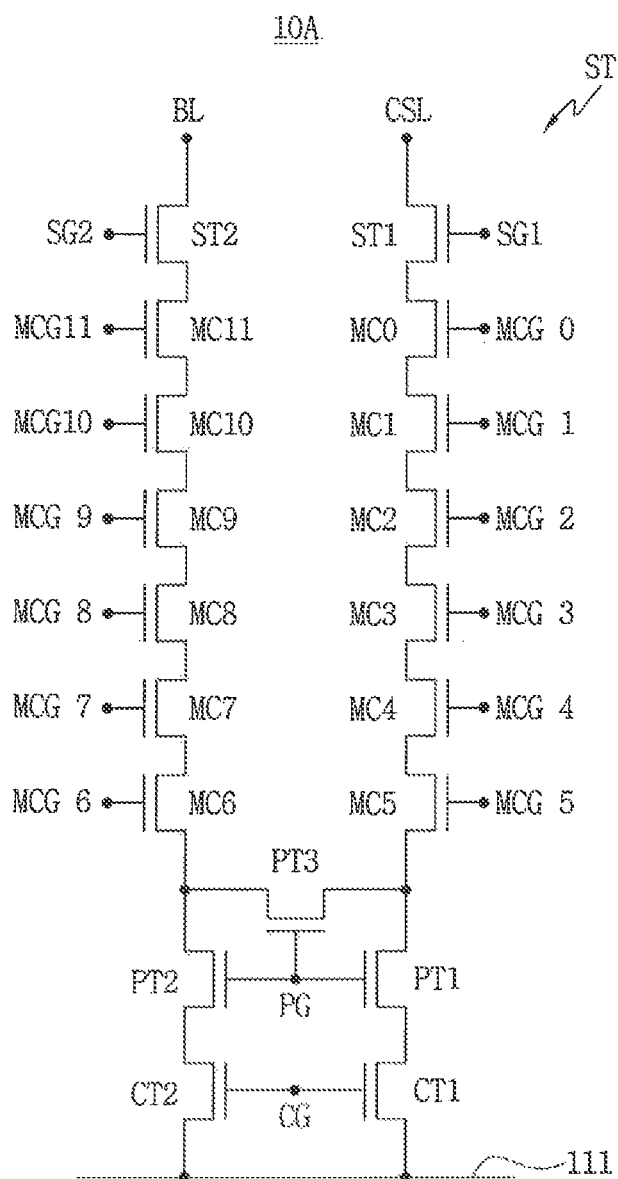 10A
ST
BL CSL
SG2 ST2 ST1 SG1
MCG11 MC11 MC0 MCG 0
MCG10 MC10 MC1 MCG 1
MCG 9 MC9 MC2 MCG 2
MCG 8 MC8 MC3 MCG 3
MCG 7 MC7 MC4 MCG 4
MCG 6 MC6 MC5 MCG 5
PT3
PT2 PG PT1
CT2 CG CT1
111